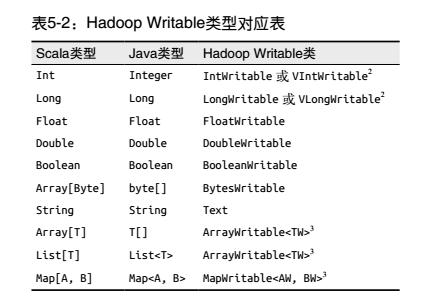 表5-2：Hadoop Writable类型对应表
Scala类型 Java类型 Hadoop Writable类
Int Integer IntWritable 或 VIntWritable²
Long Long LongWritable 或 VLongWritable²
Float Float FloatWritable
Double Double DoubleWritable
Boolean Boolean BooleanWritable
Array[Byte] byte[] BytesWritable
String String Text
Array[T] T[] ArrayWritable<TW>³
List[T] List<T> ArrayWritable<TW>³
Map[A, B] Map<A, B> MapWritable<AW, BW>³